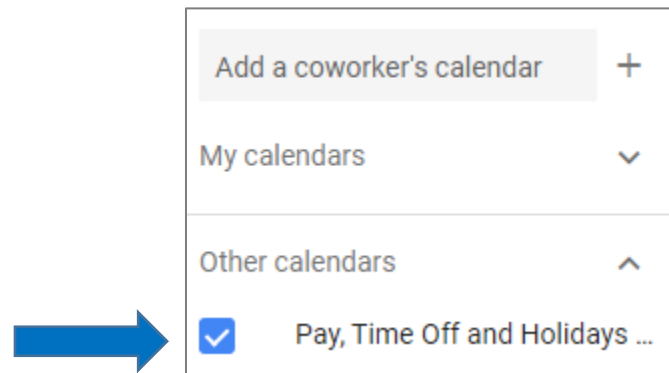 Add a coworker's calendar
My calendars
Other calendars
Pay, Time Off and Holidays ...